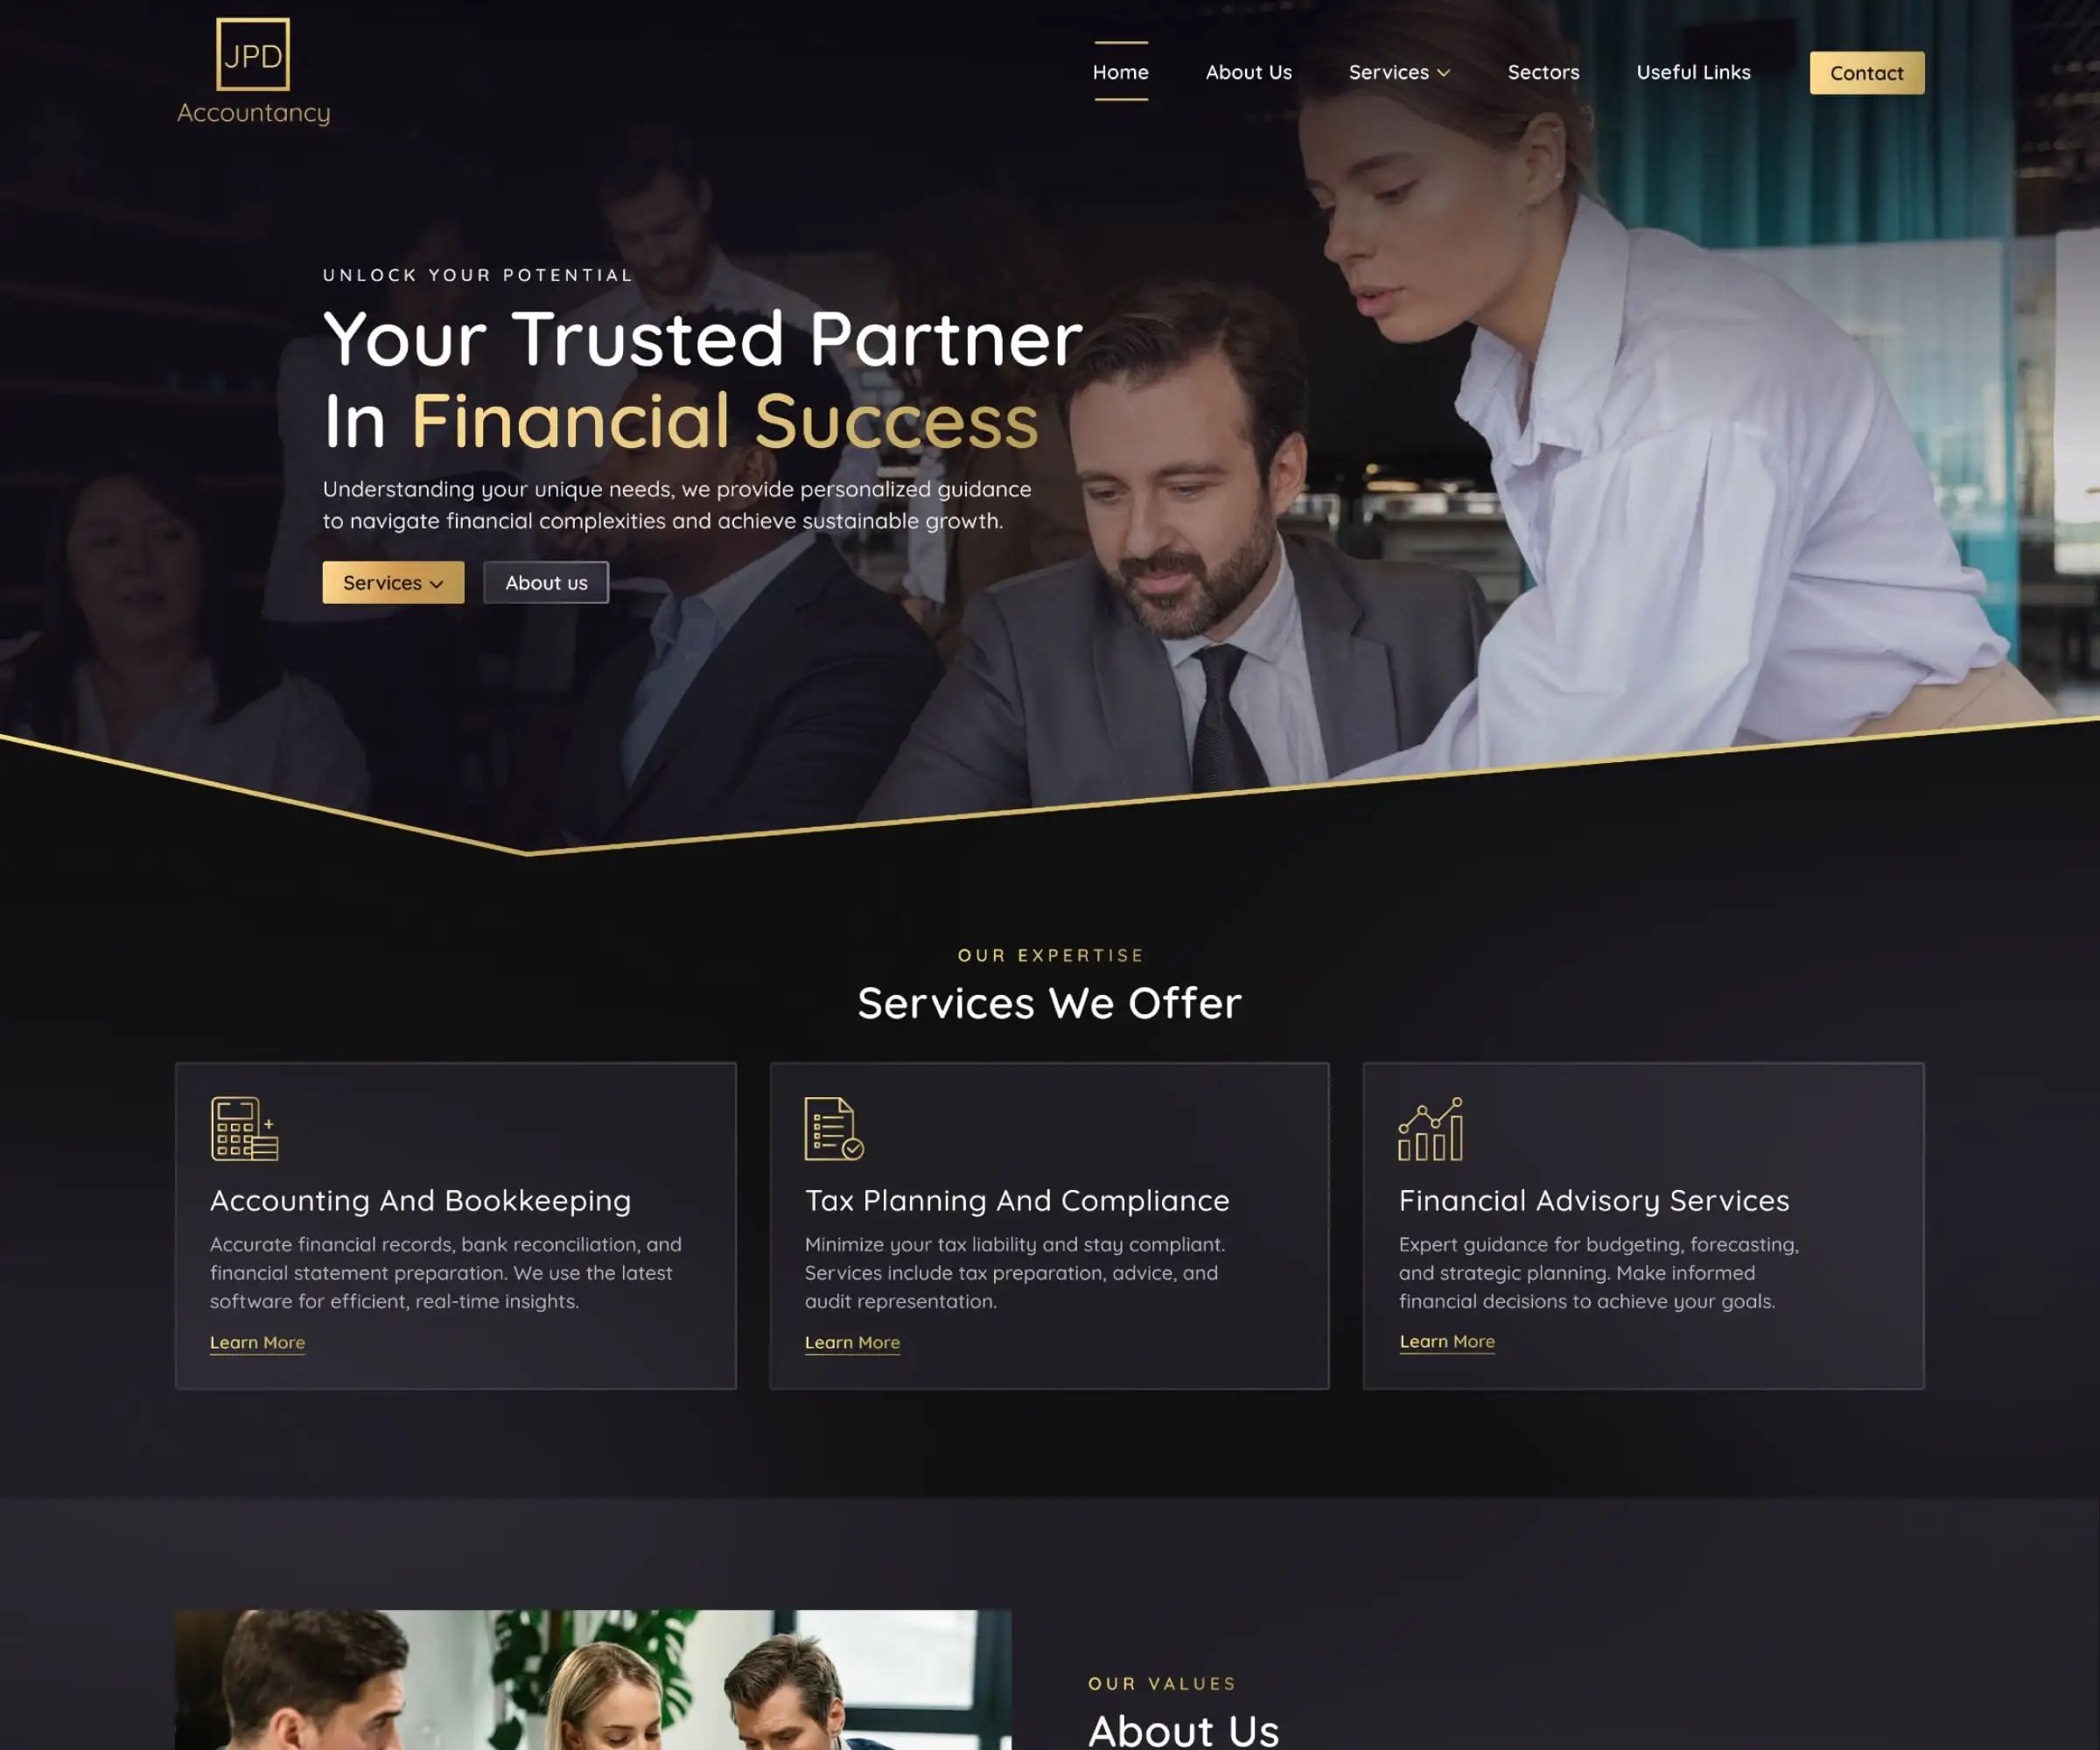 JPD
Accountancy
Home
About Us
Services
Sectors
Useful Links
Contact
UNLOCK YOUR POTENTIAL
Your Trusted Partner
In Financial Success
Understanding your unique needs, we provide personalized guidance
to navigate financial complexities and achieve sustainable growth.
Services
About us
OUR EXPERTISE
Services We Offer
Accounting And Bookkeeping
Accurate financial records, bank reconciliation, and
financial statement preparation. We use the latest
software for efficient, real-time insights.
Learn More
Tax Planning And Compliance
Minimize your tax liability and stay compliant.
Services include tax preparation, advice, and
audit representation.
Learn More
Financial Advisory Services
Expert guidance for budgeting, forecasting,
and strategic planning. Make informed
financial decisions to achieve your goals.
Learn More
OUR VALUES
About Us